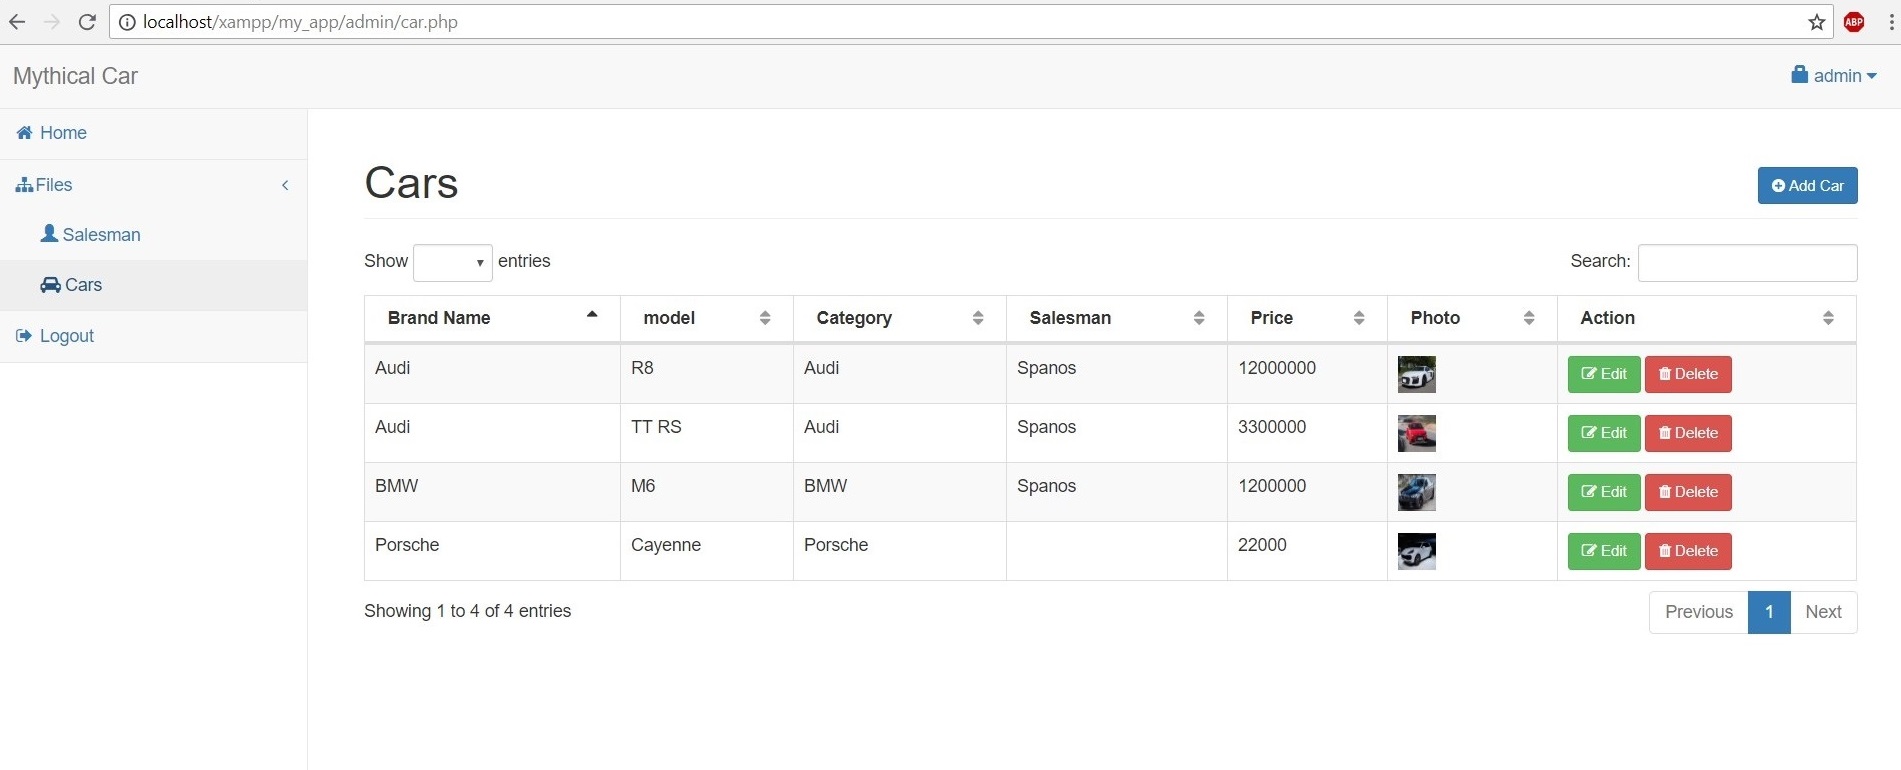 localhost/xampp/my_app/admin/car.php
ABP
Mythical Car
admin
Home
Files
Salesman
Cars
Logout
Cars
Add Car
Show entries
Search:
Brand Name model Category Salesman Price Photo Action
Audi R8 Audi Spanos 12000000 Edit Delete
Audi TT RS Audi Spanos 3300000 Edit Delete
BMW M6 BMW Spanos 1200000 Edit Delete
Porsche Cayenne Porsche 22000 Edit Delete
Showing 1 to 4 of 4 entries
Previous 1 Next